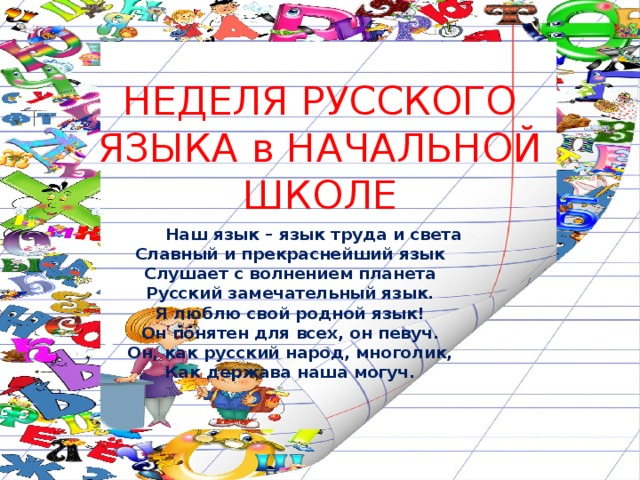 НЕДЕЛЯ РУССКОГО
ЯЗЫКА в НАЧАЛЬНОЙ
ШКОЛЕ
Наш язык – язык труда и света
Славный и прекраснейший язык
Слушает с волнением планета
Русский замечательный язык.
Я люблю свой родной язык!
Он понятен для всех, он певуч.
Он, как русский народ, многолик,
Как держава наша могуч.